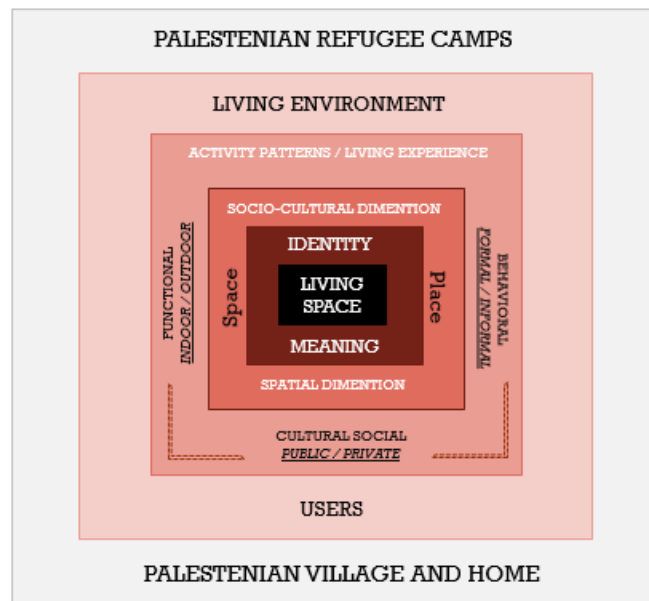 PALESTENIAN REFUGEE CAMPS
LIVING ENVIRONMENT
ACTIVITY PATTERNS / LIVING EXPERIENCE
SOCIO-CULTURAL DIMENTION
IDENTITY
LIVING
SPACE
MEANING
SPATIAL DIMENTION
Space
Place
FUNCTIONAL
INDOOR / OUTDOOR
BEHAVIORAL
FORMAL / INFORMAL
CULTURAL SOCIAL
PUBLIC / PRIVATE
USERS
PALESTENIAN VILLAGE AND HOME